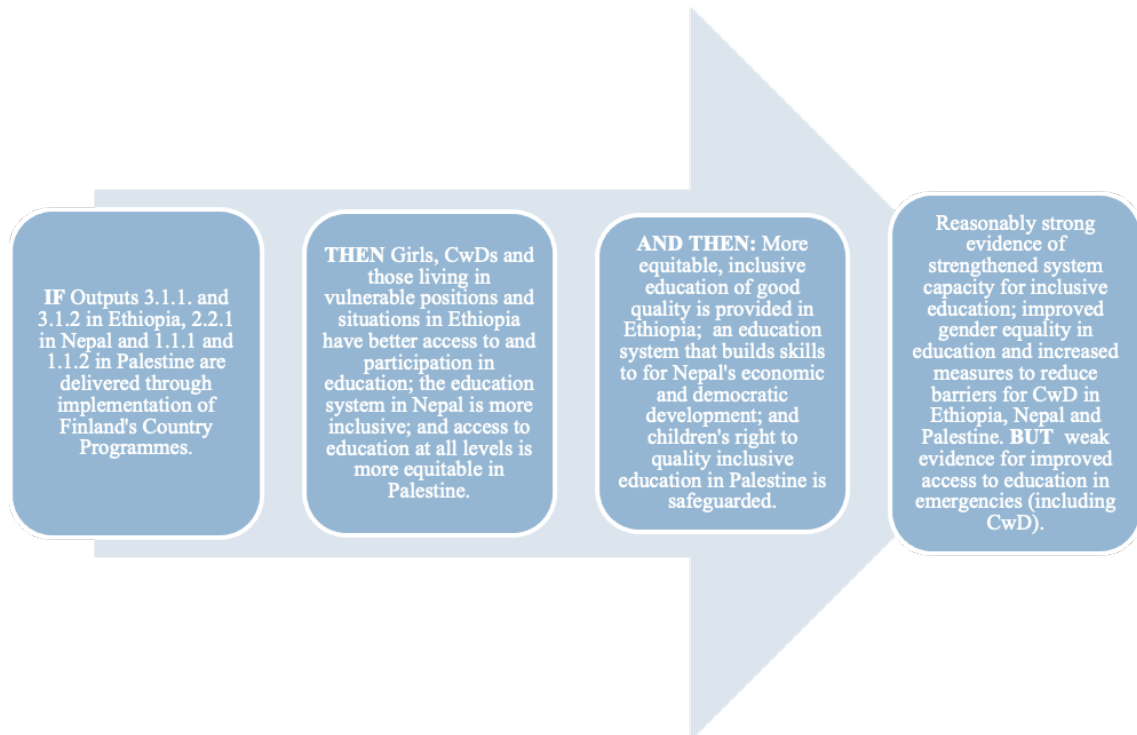 IF Outputs 3.1.1. and
3.1.2 in Ethiopia, 2.2.1
in Nepal and 1.1.1 and
1.1.2 in Palestine are
delivered through
implementation of
Finland's Country
Programmes.
THEN Girls, CwDs and
those living in
vulnerable positions and
situations in Ethiopia
have better access to and
participation in
education; the education
system in Nepal is more
inclusive; and access to
education at all levels is
more equitable in
Palestine.
AND THEN: More
equitable, inclusive
education of good
quality is provided in
Ethiopia; an education
system that builds skills
to for Nepal's economic
and democratic
development; and
children's right to
quality inclusive
education in Palestine is
safeguarded.
Reasonably strong
evidence of
strengthened system
capacity for inclusive
education; improved
gender equality in
education and increased
measures to reduce
barriers for CwD in
Ethiopia, Nepal and
Palestine. BUT weak
evidence for improved
access to education in
emergencies (including
CwD).